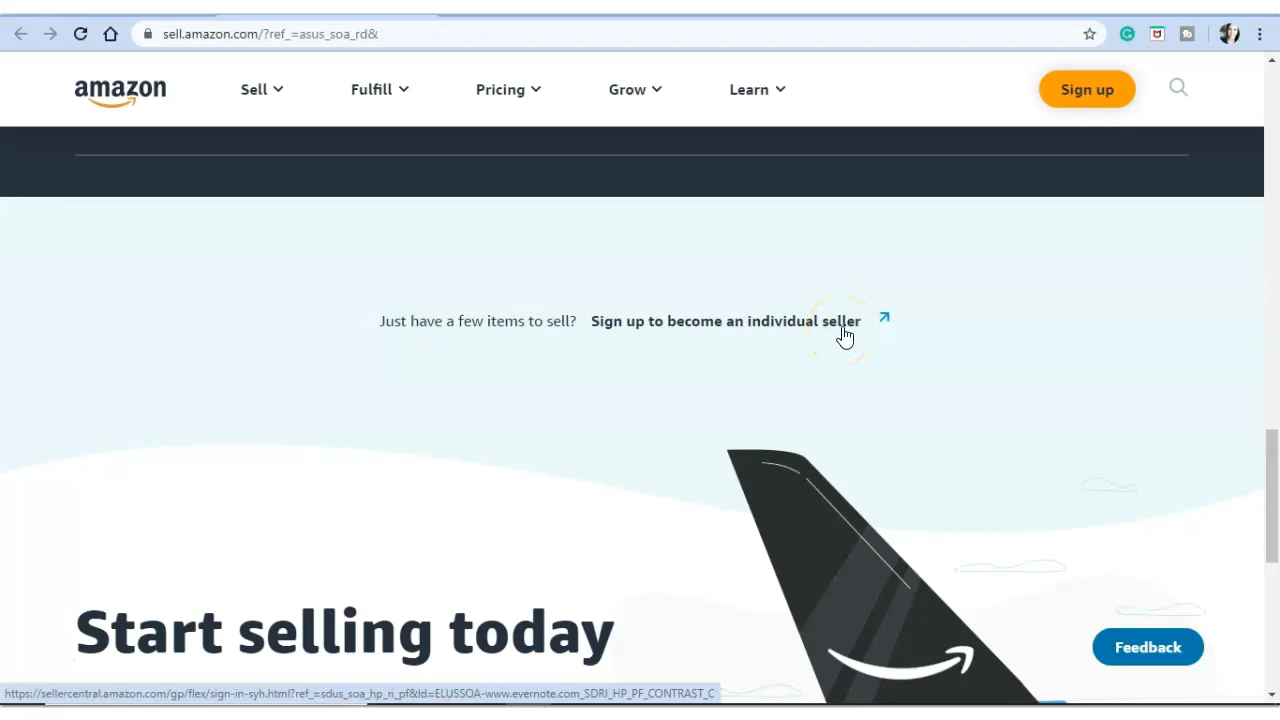 sell.amazon.com/?ref_=asus_soa_rd&
amazon Sell Fulfill Pricing Grow Learn Sign up
Just have a few items to sell? Sign up to become an individual seller
Start selling today
Feedback
https://sellercentral.amazon.com/gp/flex/sign-in-syh.html?ref_=sdus_soa_hp_ri_pf&ld=ELUSSOA-www.evernote.com_SDRI_HP_PF_CONTRAST_C